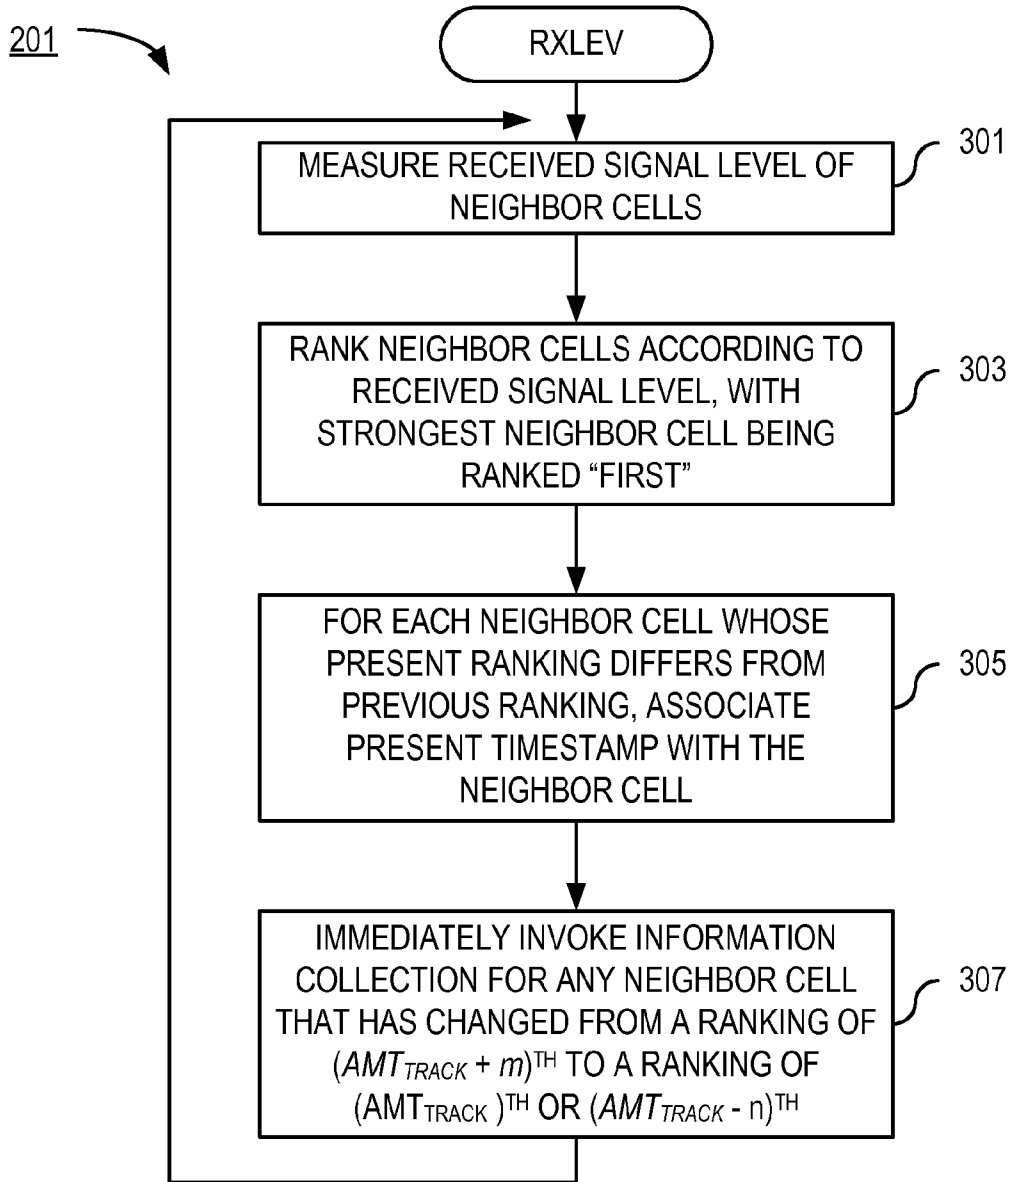 201
RXLEV
MEASURE RECEIVED SIGNAL LEVEL OF
NEIGHBOR CELLS
301
RANK NEIGHBOR CELLS ACCORDING TO
RECEIVED SIGNAL LEVEL, WITH
STRONGEST NEIGHBOR CELL BEING
RANKED “FIRST”
303
FOR EACH NEIGHBOR CELL WHOSE
PRESENT RANKING DIFFERS FROM
PREVIOUS RANKING, ASSOCIATE
PRESENT TIMESTAMP WITH THE
NEIGHBOR CELL
305
IMMEDIATELY INVOKE INFORMATION
COLLECTION FOR ANY NEIGHBOR CELL
THAT HAS CHANGED FROM A RANKING OF
(AMT_TRACK + m)^TH TO A RANKING OF
(AMT_TRACK )^TH OR (AMT_TRACK - n)^TH
307